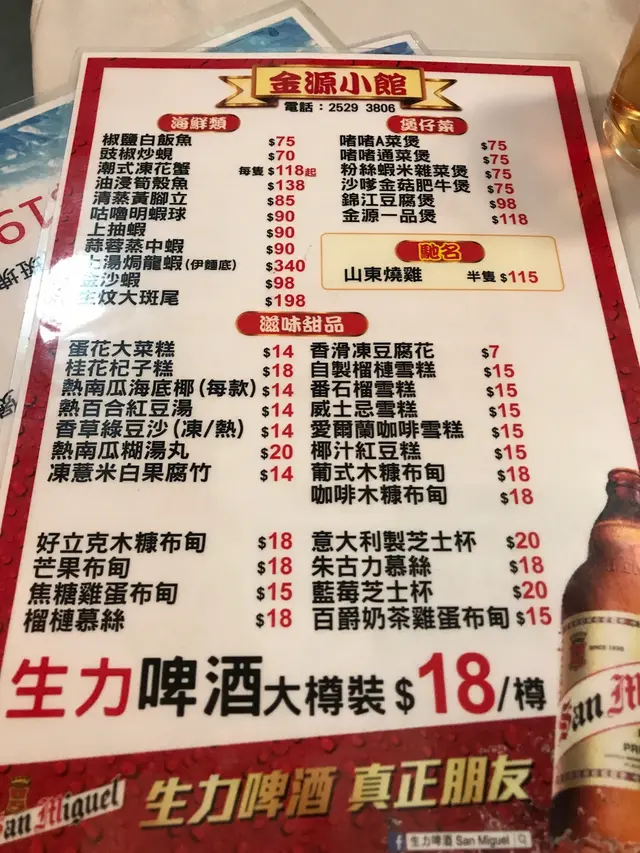 金源小館
電話：2529 3806
海鮮類
椒鹽白飯魚 $75
豉椒炒蜆 $70
潮式凍花蟹 每隻 $118起
油浸筍殼魚 $138
清蒸黃腳立 $85
咕嚕明蝦球 $90
上抽蝦 $90
蒜蓉蒸中蝦 $90
上湯焗龍蝦(伊麵底) $340
金沙蝦 $98
生炆大斑尾 $198
煲仔菜
啫啫A菜煲 $75
啫啫通菜煲 $75
粉絲蝦米雜菜煲 $75
沙嗲金菇肥牛煲 $75
錦江豆腐煲 $98
金源一品煲 $118
馳名
山東燒雞 半隻 $115
滋味甜品
蛋花大菜糕 $14
桂花杞子糕 $18
熱南瓜海底椰(每款) $14
熱百合紅豆湯 $14
香草綠豆沙(凍/熱) $14
熱南瓜糊湯丸 $20
凍薏米白果腐竹 $14
香滑凍豆腐花 $7
自製榴槤雪糕 $15
番石榴雪糕 $15
威士忌雪糕 $15
愛爾蘭咖啡雪糕 $15
椰汁紅豆糕 $15
葡式木糠布甸 $18
咖啡木糠布甸 $18
好立克木糠布甸 $18
芒果布甸 $18
焦糖雞蛋布甸 $15
榴槤慕絲 $18
意大利製芝士杯 $20
朱古力慕絲 $18
藍莓芝士杯 $20
百爵奶茶雞蛋布甸 $15
生力啤酒大樽裝 $18/樽
San Miguel
生力啤酒 真正朋友
生力啤酒 San Miguel